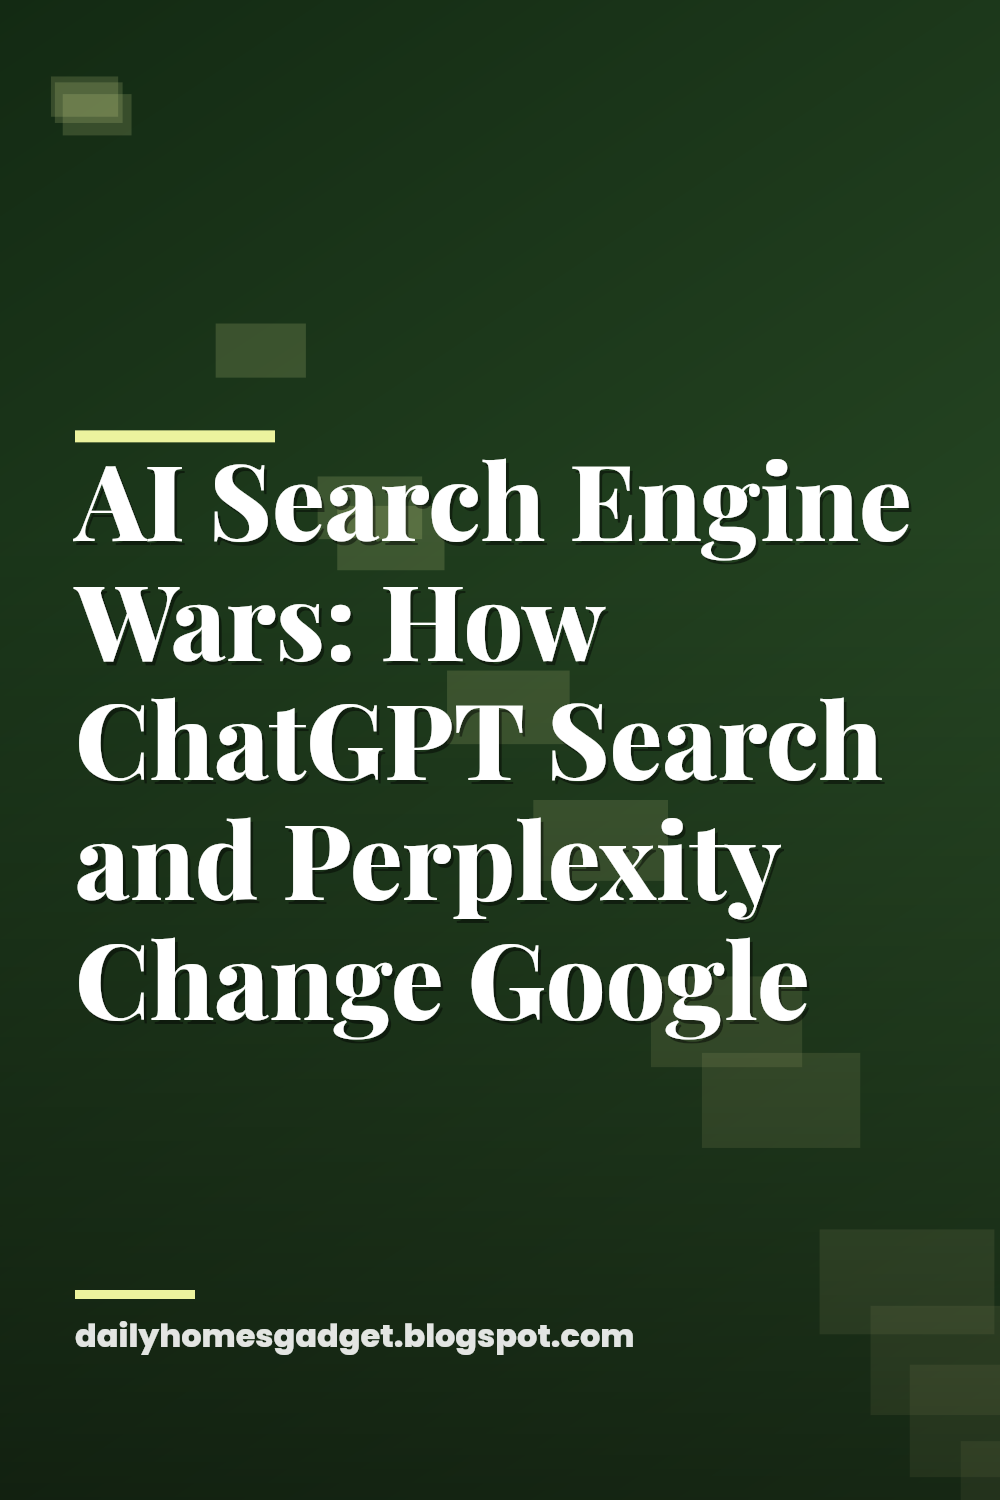 AI Search Engine
Wars: How
ChatGPT Search
and Perplexity
Change Google
dailyhomesgadget.blogspot.com